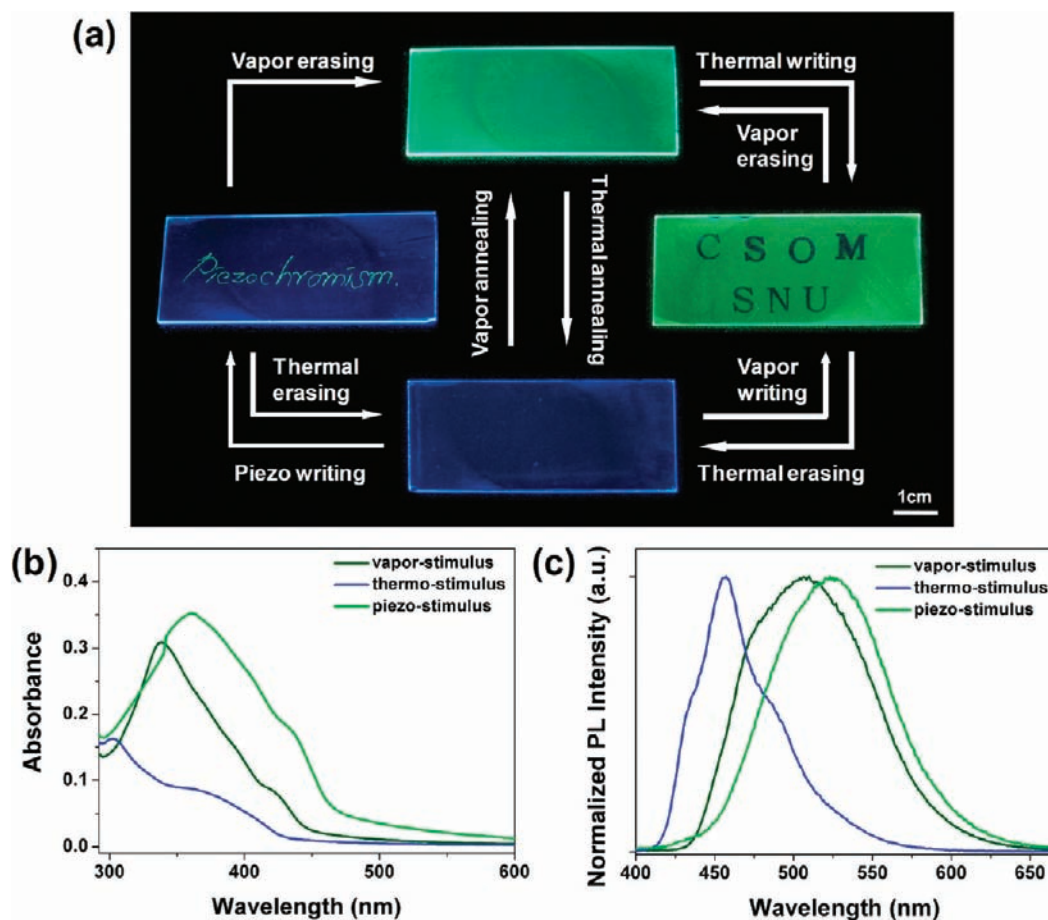 (a)
Vapor erasing
Thermal writing
Vapor
erasing
Vapor annealing
Thermal annealing
Piezochromism.
C S O M
S N U
Thermal
erasing
Piezo writing
Vapor
writing
Thermal erasing
1cm
(b)
vapor-stimulus
thermo-stimulus
piezo-stimulus
Absorbance
0.4
0.3
0.2
0.1
0.0
300 400 500 600
Wavelength (nm)
(c)
vapor-stimulus
thermo-stimulus
piezo-stimulus
Normalized PL Intensity (a.u.)
400 450 500 550 600 650
Wavelength (nm)